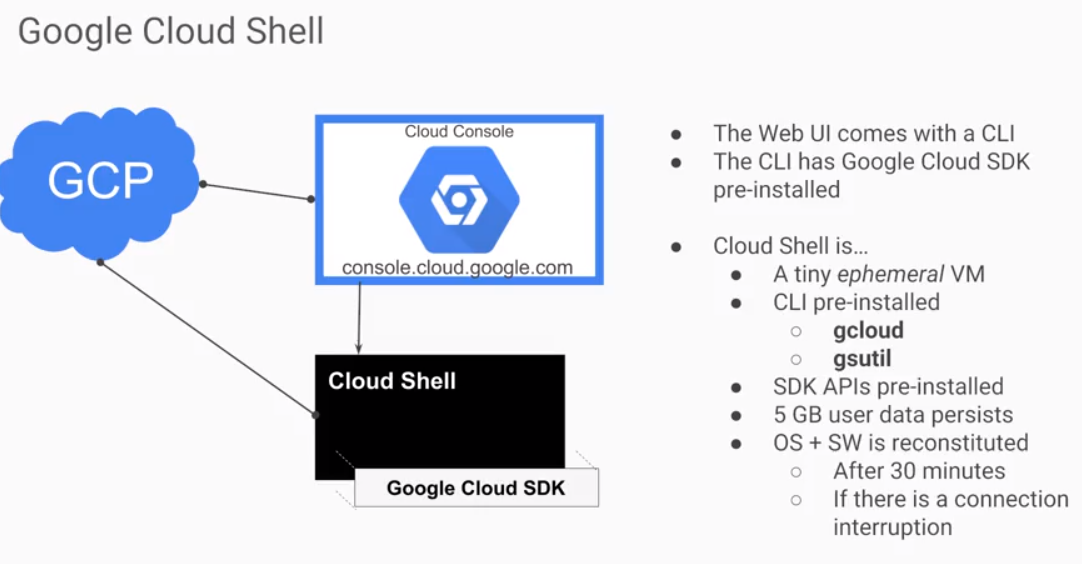 Google Cloud Shell
GCP
Cloud Console
console.cloud.google.com
Cloud Shell
Google Cloud SDK
● The Web UI comes with a CLI
● The CLI has Google Cloud SDK
pre-installed
● Cloud Shell is…
● A tiny ephemeral VM
● CLI pre-installed
○ gcloud
○ gsutil
● SDK APIs pre-installed
● 5 GB user data persists
● OS + SW is reconstituted
○ After 30 minutes
○ If there is a connection
interruption